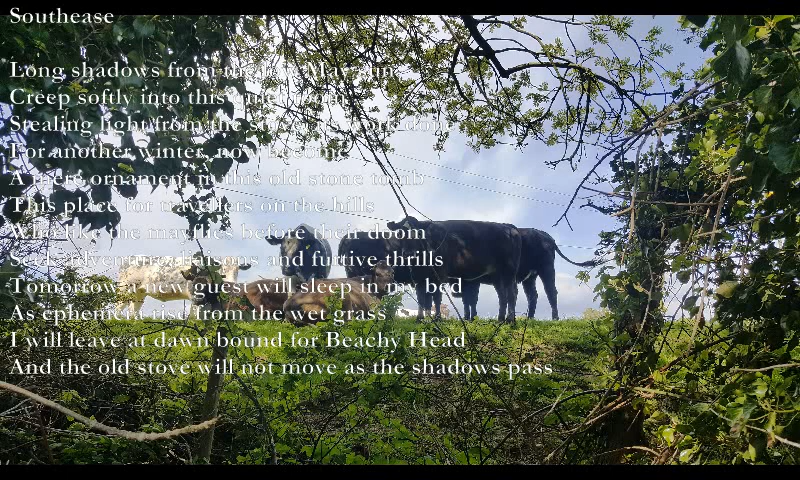 Southease
Long shadows from the May sun
Creep softly into this
Stealing light from the
For another winter, now
A mere ornament in this old stone tomb
This place for travellers on the hills
Who like the mayflies before their doom
Seek adventure, liaisons and furtive thrills
Tomorrow a new guest will sleep in my bed
As ephemera rise from the wet grass
I will leave at dawn bound for Beachy Head
And the old stove will not move as the shadows pass